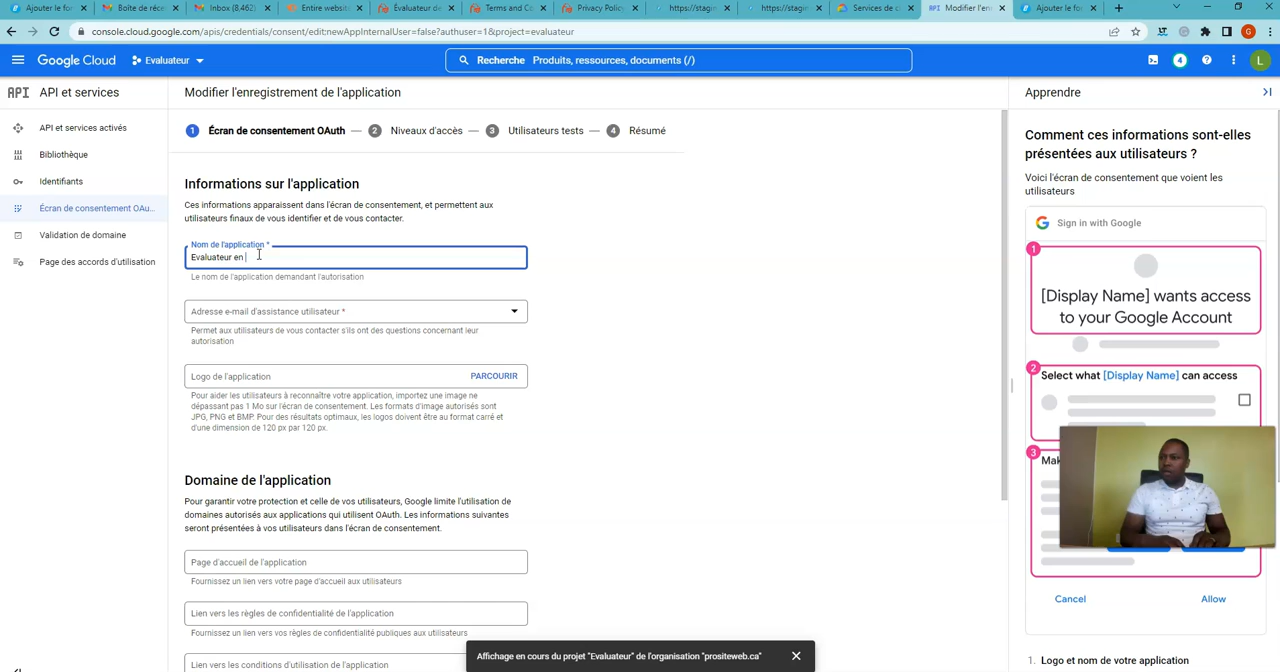 Ajouter le fo
Boîte de réce
Inbox (8,462)
Entire website
Évaluateur de
Terms and Co
Privacy Policy
https://stagin
https://stagin
Services de c
Modifier l'enr
Ajouter le for
console.cloud.google.com/apis/credentials/consent/edit:newAppInternalUser=false?authuser=1&project=evaluateur
Google Cloud
Evaluateur
Recherche Produits, ressources, documents (/)
4
L
API API et services
Modifier l'enregistrement de l'application
Apprendre
API et services activés
Bibliothèque
Identifiants
Écran de consentement OAu...
Validation de domaine
Page des accords d'utilisation
1 Écran de consentement OAuth — 2 Niveaux d'accès — 3 Utilisateurs tests — 4 Résumé
Informations sur l'application
Ces informations apparaissent dans l'écran de consentement, et permettent aux
utilisateurs finaux de vous identifier et de vous contacter.
Nom de l'application *
Evaluateur en
Le nom de l'application demandant l'autorisation
Adresse e-mail d'assistance utilisateur *
Permet aux utilisateurs de vous contacter s'ils ont des questions concernant leur
autorisation
Logo de l'application PARCOURIR
Pour aider les utilisateurs à reconnaître votre application, importez une image ne
dépassant pas 1 Mo sur l'écran de consentement. Les formats d'image autorisés sont
JPG, PNG et BMP. Pour des résultats optimaux, les logos doivent être au format carré et
d'une dimension de 120 px par 120 px.
Domaine de l'application
Pour garantir votre protection et celle de vos utilisateurs, Google limite l'utilisation de
domaines autorisés aux applications qui utilisent OAuth. Les informations suivantes
seront présentées à vos utilisateurs dans l'écran de consentement.
Page d'accueil de l'application
Fournissez un lien vers votre page d'accueil aux utilisateurs
Lien vers les règles de confidentialité de l'application
Fournissez un lien vers vos règles de confidentialité publiques aux utilisateurs
Lien vers les conditions d'utilisation de l'application
Affichage en cours du projet "Evaluateur" de l'organisation "prositeweb.ca"
Comment ces informations sont-elles
présentées aux utilisateurs ?
Voici l'écran de consentement que voient les
utilisateurs
Sign in with Google
1
[Display Name] wants access
to your Google Account
2
Select what [Display Name] can access
3
Mak
Cancel Allow
1. Logo et nom de votre application